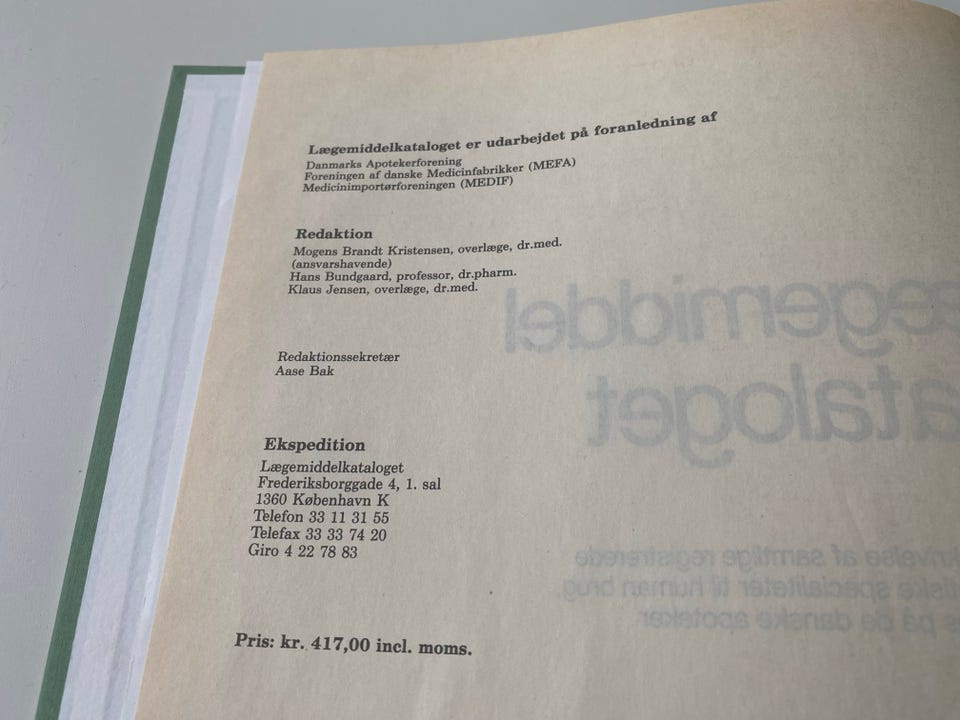 Lægemiddelkataloget er udarbejdet på foranledning af
Danmarks Apotekerforening
Foreningen af danske Medicinfabrikker (MEFA)
Medicinimportørforeningen (MEDIF)
Redaktion
Mogens Brandt Kristensen, overlæge, dr.med.
(ansvarshavende)
Hans Bundgaard, professor, dr.pharm.
Klaus Jensen, overlæge, dr.med.
Redaktionssekretær
Aase Bak
Ekspedition
Lægemiddelkataloget
Frederiksborggade 4, 1. sal
1360 København K
Telefon 33 11 31 55
Telefax 33 33 74 20
Giro 4 22 78 83
Pris: kr. 417,00 incl. moms.